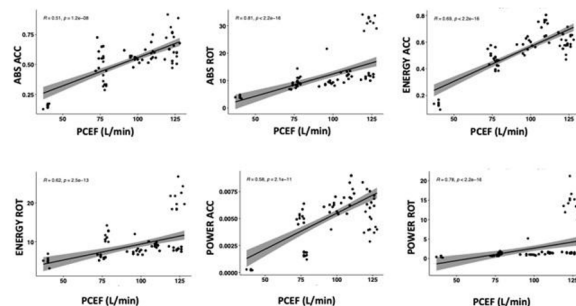 R = 0.51, p = 1.2e-08
ABS ACC
0.75
0.50
0.25
50 75 100 125
PCEF (L/min)
R = 0.81, p < 2.2e-16
ABS ROT
30
20
10
0
50 75 100 125
PCEF (L/min)
R = 0.69, p < 2.2e-16
ENERGY ACC
0.8
0.6
0.4
0.2
50 75 100 125
PCEF (L/min)
R = 0.62, p = 2.5e-13
ENERGY ROT
20
10
50 75 100 125
PCEF (L/min)
R = 0.56, p = 2.1e-11
POWER ACC
0.0075
0.0050
0.0025
0.0000
50 75 100 125
PCEF (L/min)
R = 0.78, p < 2.2e-16
POWER ROT
20
15
10
5
0
50 75 100 125
PCEF (L/min)